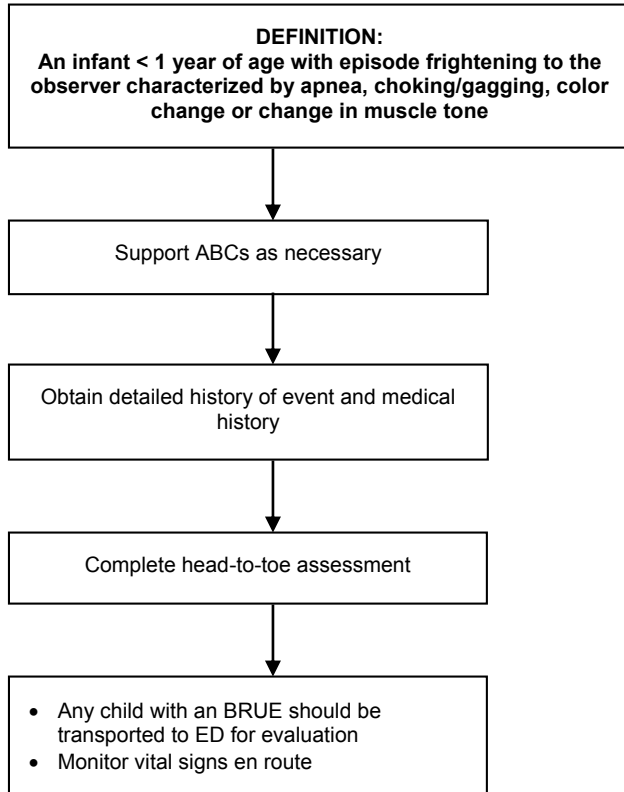 DEFINITION:
An infant < 1 year of age with episode frightening to the
observer characterized by apnea, choking/gagging, color
change or change in muscle tone
Support ABCs as necessary
Obtain detailed history of event and medical
history
Complete head-to-toe assessment
• Any child with an BRUE should be
transported to ED for evaluation
• Monitor vital signs en route